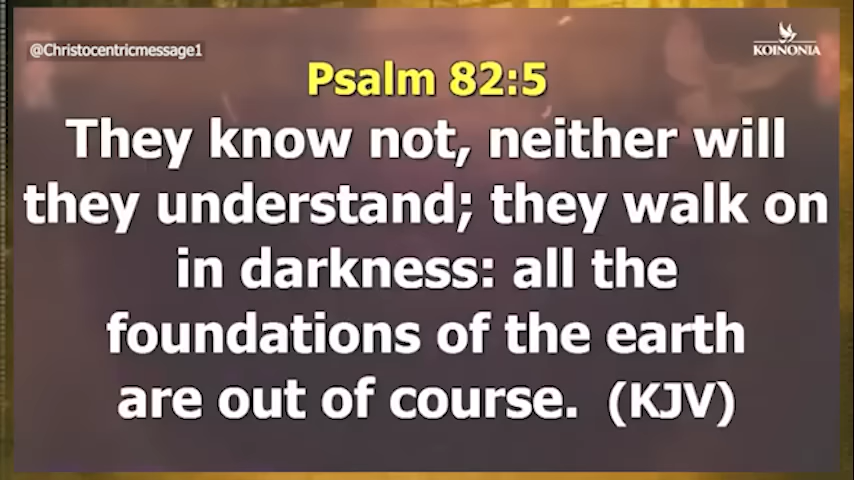 @Christocentricmessage1
KOINONIA
Psalm 82:5
They know not, neither will
they understand; they walk on
in darkness: all the
foundations of the earth
are out of course. (KJV)